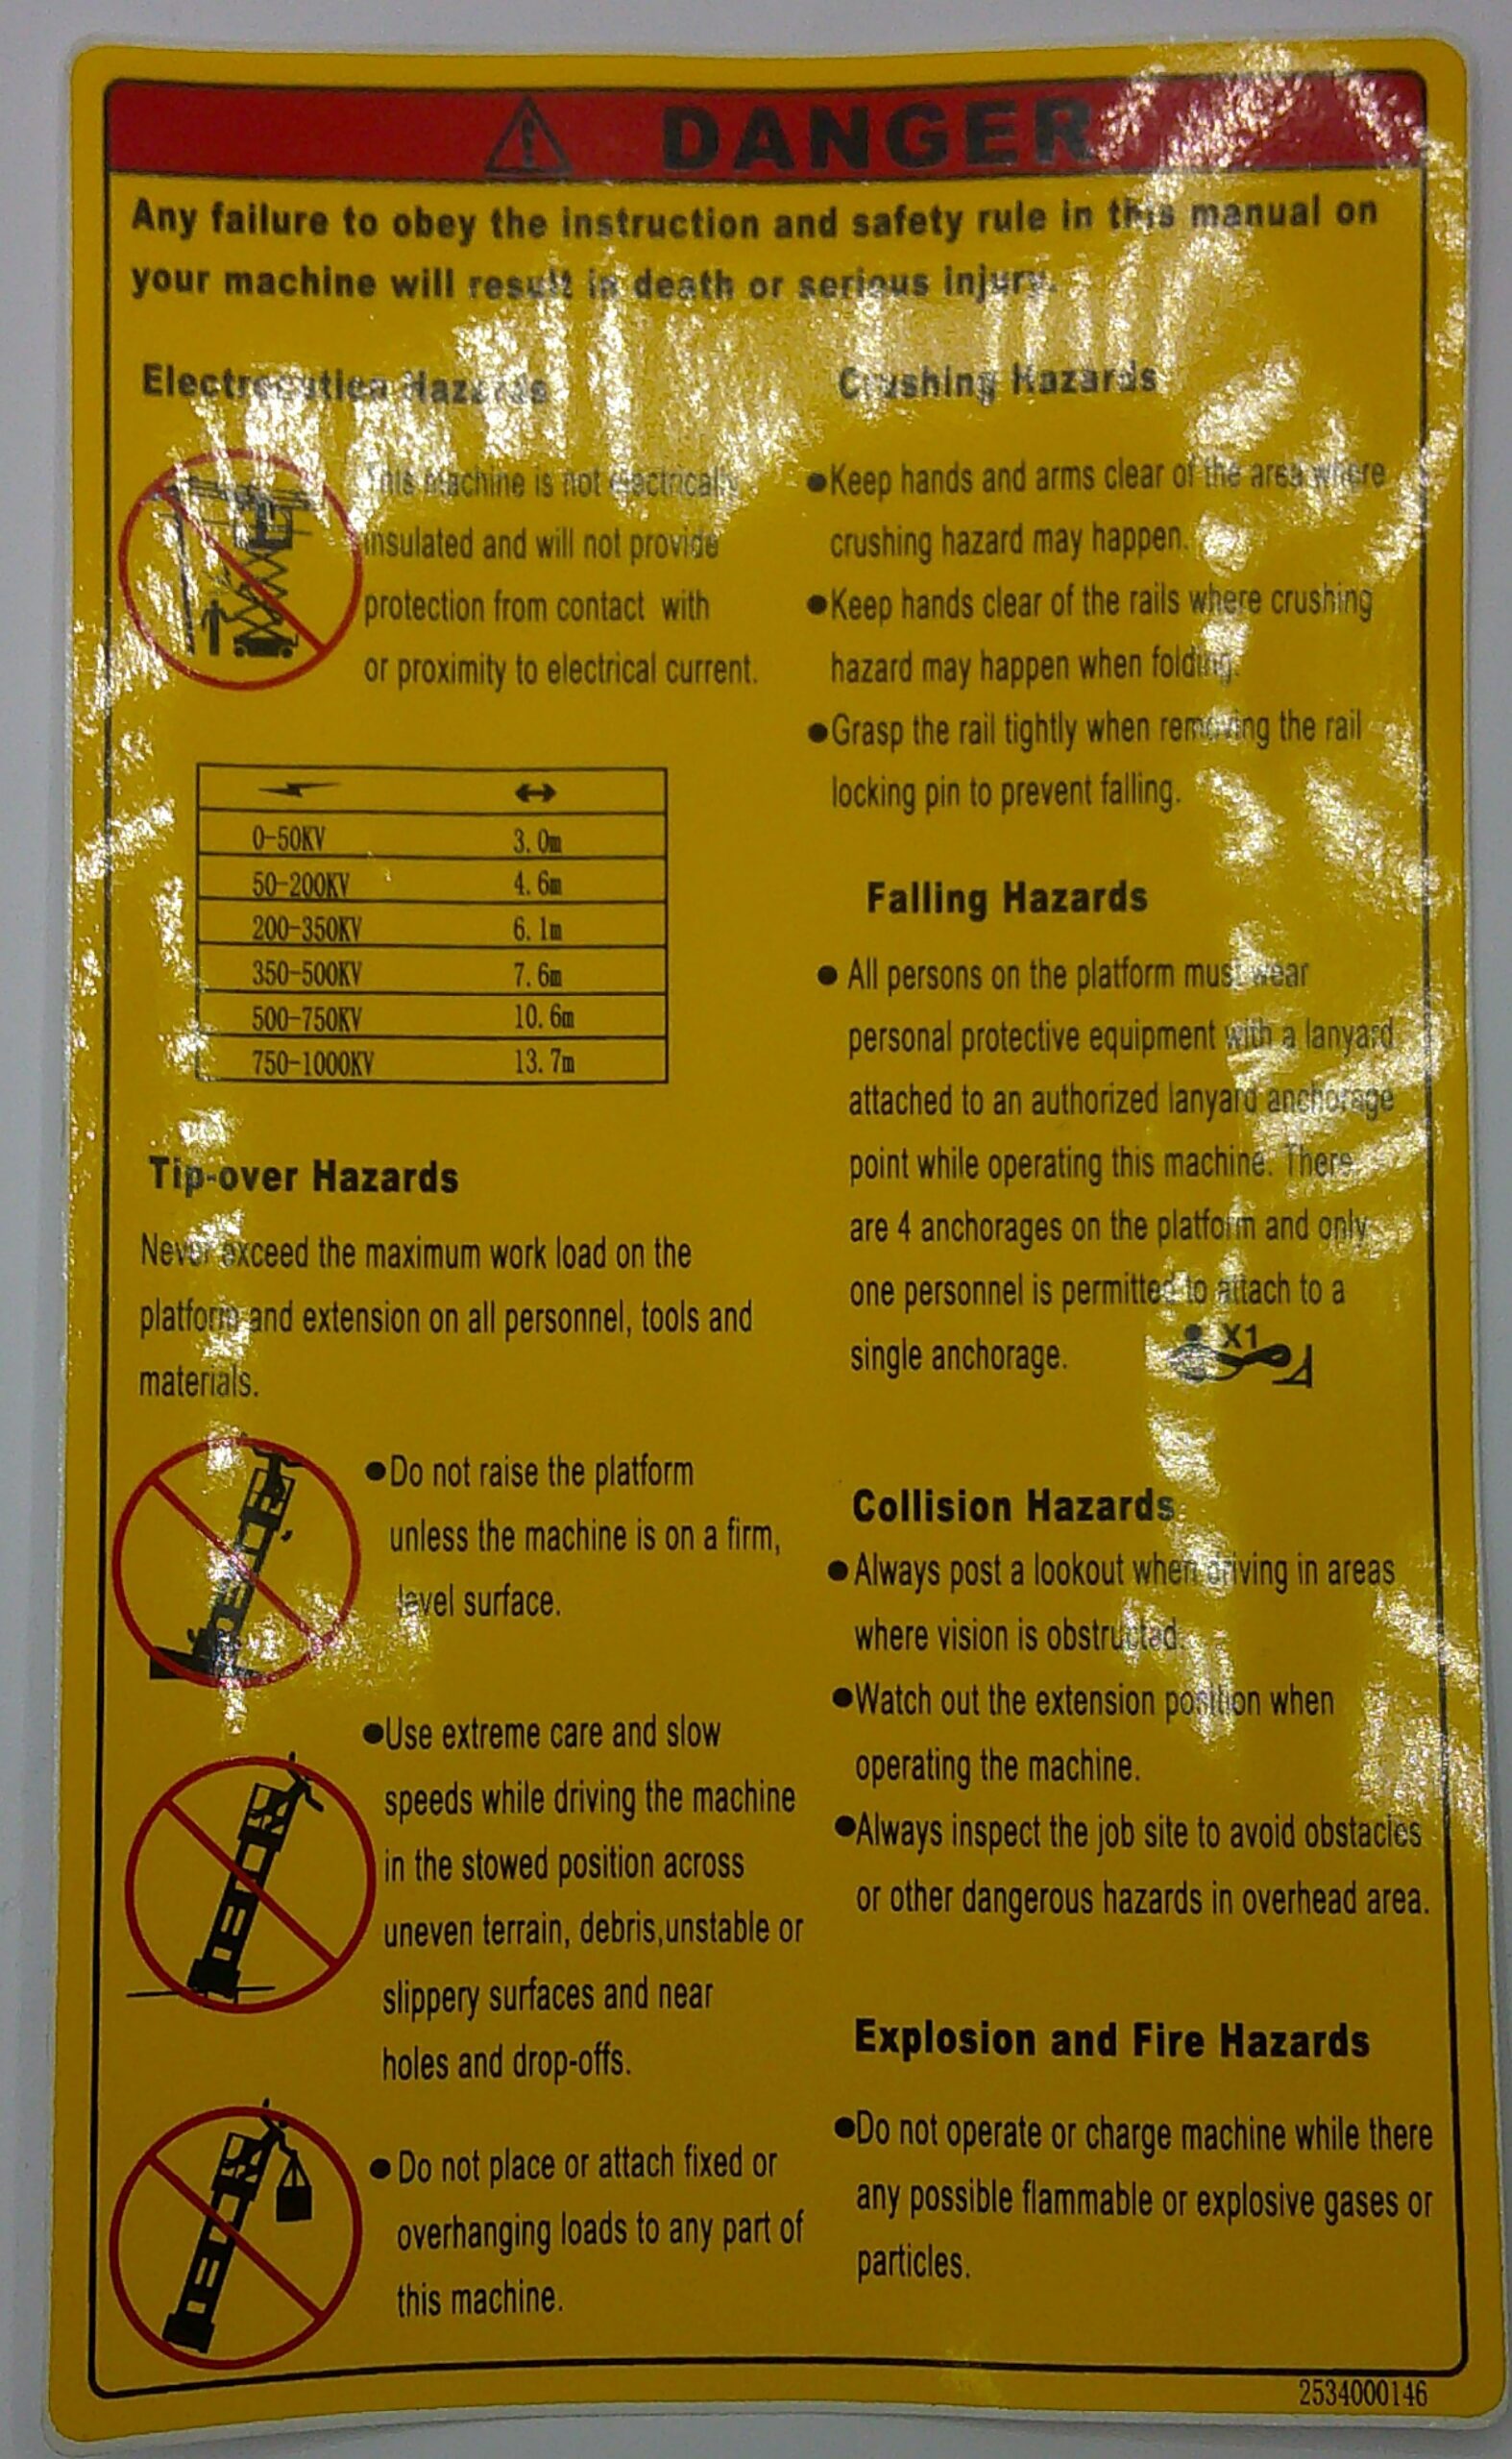 DANGER
Any failure to obey the instruction and safety rule in this manual on
your machine will result in death or serious injury.
Electrocution Hazards
This machine is not electrically
insulated and will not provide
protection from contact with
or proximity to electrical current.
0-50KV 3.0m
50-200KV 4.6m
200-350KV 6.1m
350-500KV 7.6m
500-750KV 10.6m
750-1000KV 13.7m
Tip-over Hazards
Never exceed the maximum work load on the
platform and extension on all personnel, tools and
materials.
●Do not raise the platform
unless the machine is on a firm,
level surface.
●Use extreme care and slow
speeds while driving the machine
in the stowed position across
uneven terrain, debris,unstable or
slippery surfaces and near
holes and drop-offs.
● Do not place or attach fixed or
overhanging loads to any part of
this machine.
Crushing Hazards
●Keep hands and arms clear of the area where
crushing hazard may happen.
●Keep hands clear of the rails where crushing
hazard may happen when folding.
●Grasp the rail tightly when removing the rail
locking pin to prevent falling.
Falling Hazards
● All persons on the platform must wear
personal protective equipment with a lanyard
attached to an authorized lanyard anchorage
point while operating this machine. There
are 4 anchorages on the platform and only
one personnel is permitted to attach to a
single anchorage.
X1
Collision Hazards
●Always post a lookout when driving in areas
where vision is obstructed.
●Watch out the extension position when
operating the machine.
●Always inspect the job site to avoid obstacles
or other dangerous hazards in overhead area.
Explosion and Fire Hazards
●Do not operate or charge machine while there
any possible flammable or explosive gases or
particles.
2534000146